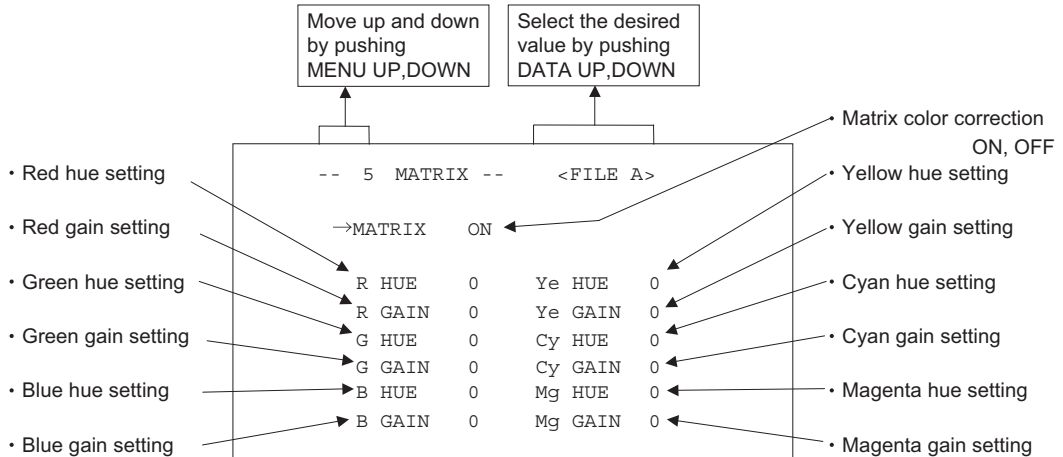 Move up and down
by pushing
MENU UP,DOWN
Select the desired
value by pushing
DATA UP,DOWN
・Matrix color correction
ON, OFF
・Red hue setting
・Red gain setting
・Green hue setting
・Green gain setting
・Blue hue setting
・Blue gain setting
-- 5 MATRIX -- <FILE A>
→MATRIX ON
R HUE 0 Ye HUE 0
R GAIN 0 Ye GAIN 0
G HUE 0 Cy HUE 0
G GAIN 0 Cy GAIN 0
B HUE 0 Mg HUE 0
B GAIN 0 Mg GAIN 0
・Yellow hue setting
・Yellow gain setting
・Cyan hue setting
・Cyan gain setting
・Magenta hue setting
・Magenta gain setting